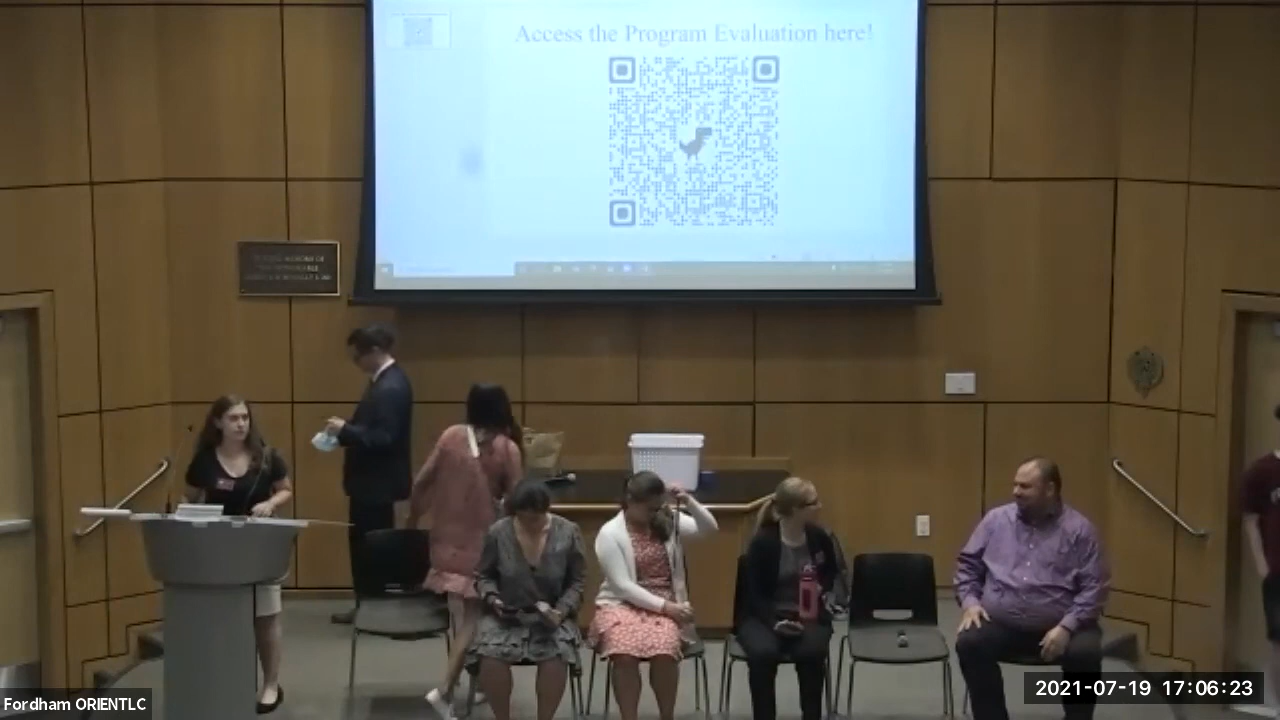 Access the Program Evaluation here!
Fordham ORIENTLC
2021-07-19 17:06:23